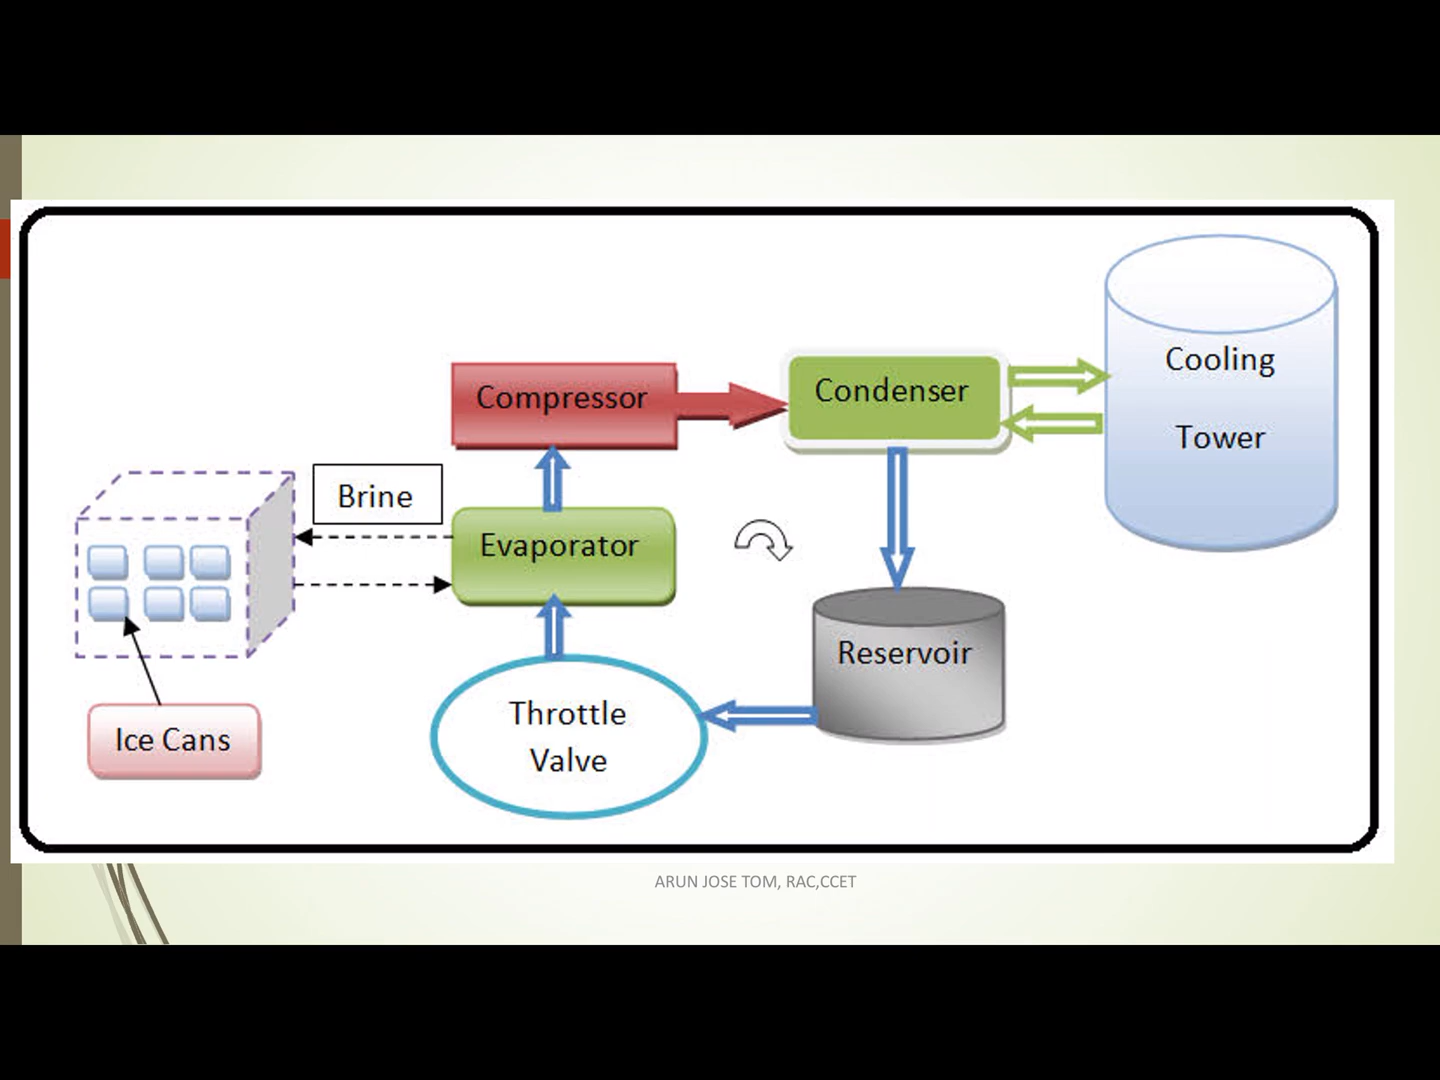 Cooling
Tower
Compressor
Condenser
Brine
Evaporator
Reservoir
Throttle
Valve
Ice Cans
ARUN JOSE TOM, RAC,CCET